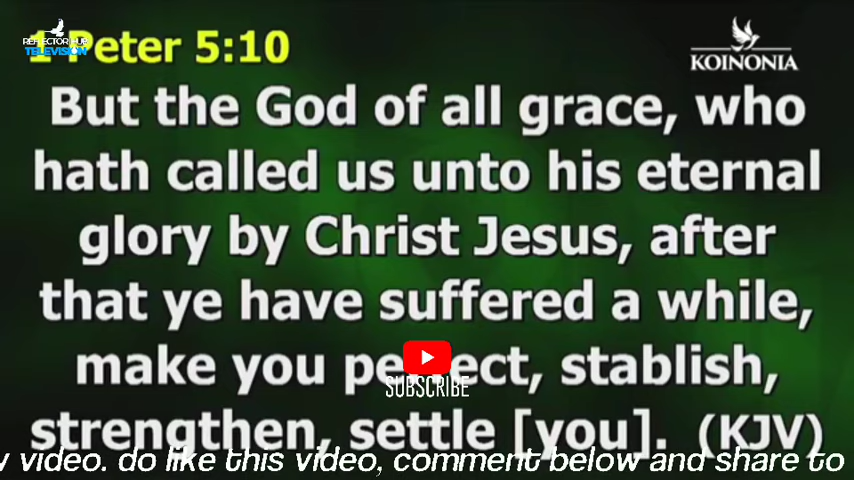 REFLECTOR HUB
TELEVISION
1 Peter 5:10
KOINONIA
But the God of all grace, who
hath called us unto his eternal
glory by Christ Jesus, after
that ye have suffered a while,
make you perfect, stablish,
SUBSCRIBE
strengthen, settle [you]. (KJV)
video. do like this video, comment below and share to